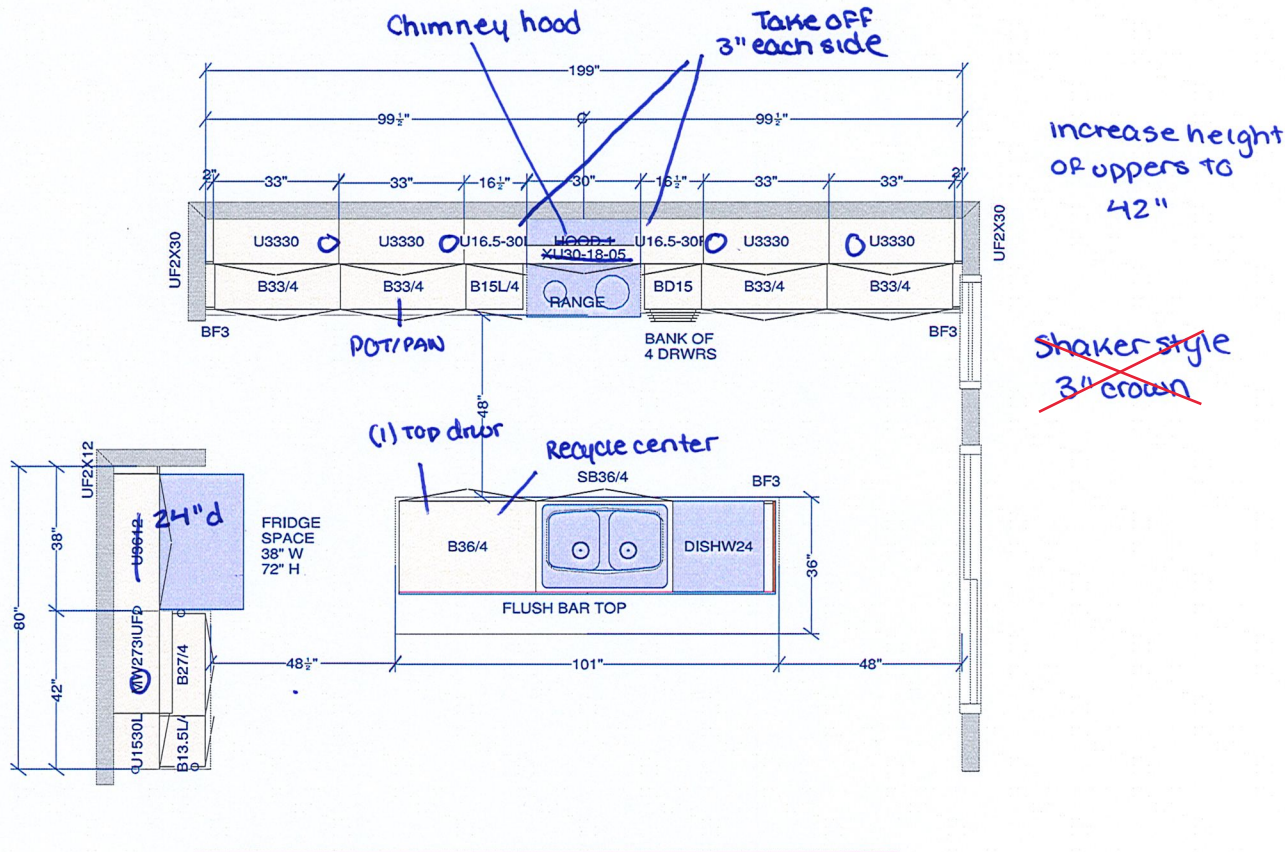 Chimney hood
Take off
3" each side
199"
99½"
C
99½"
increase height
of uppers to
42"
2"
33"
33"
16½"
30"
16½"
33"
33"
2"
UF2X30
U3330
U3330
U16.5-30L
HOOD 1
XU30-18-05
U16.5-30R
U3330
U3330
UF2X30
B33/4
B33/4
B15L/4
RANGE
BD15
B33/4
B33/4
BF3
POT/PAN
BANK OF
4 DRWRS
BF3
Shaker style
3" crown
48"
(1) Top drwr
Recycle center
SB36/4
BF3
UF2X12
38"
24"d
FRIDGE
SPACE
38" W
72" H
B36/4
DISHW24
36"
FLUSH BAR TOP
80"
42"
B27/4
48½"
101"
48"
U1530L
B13.5L/